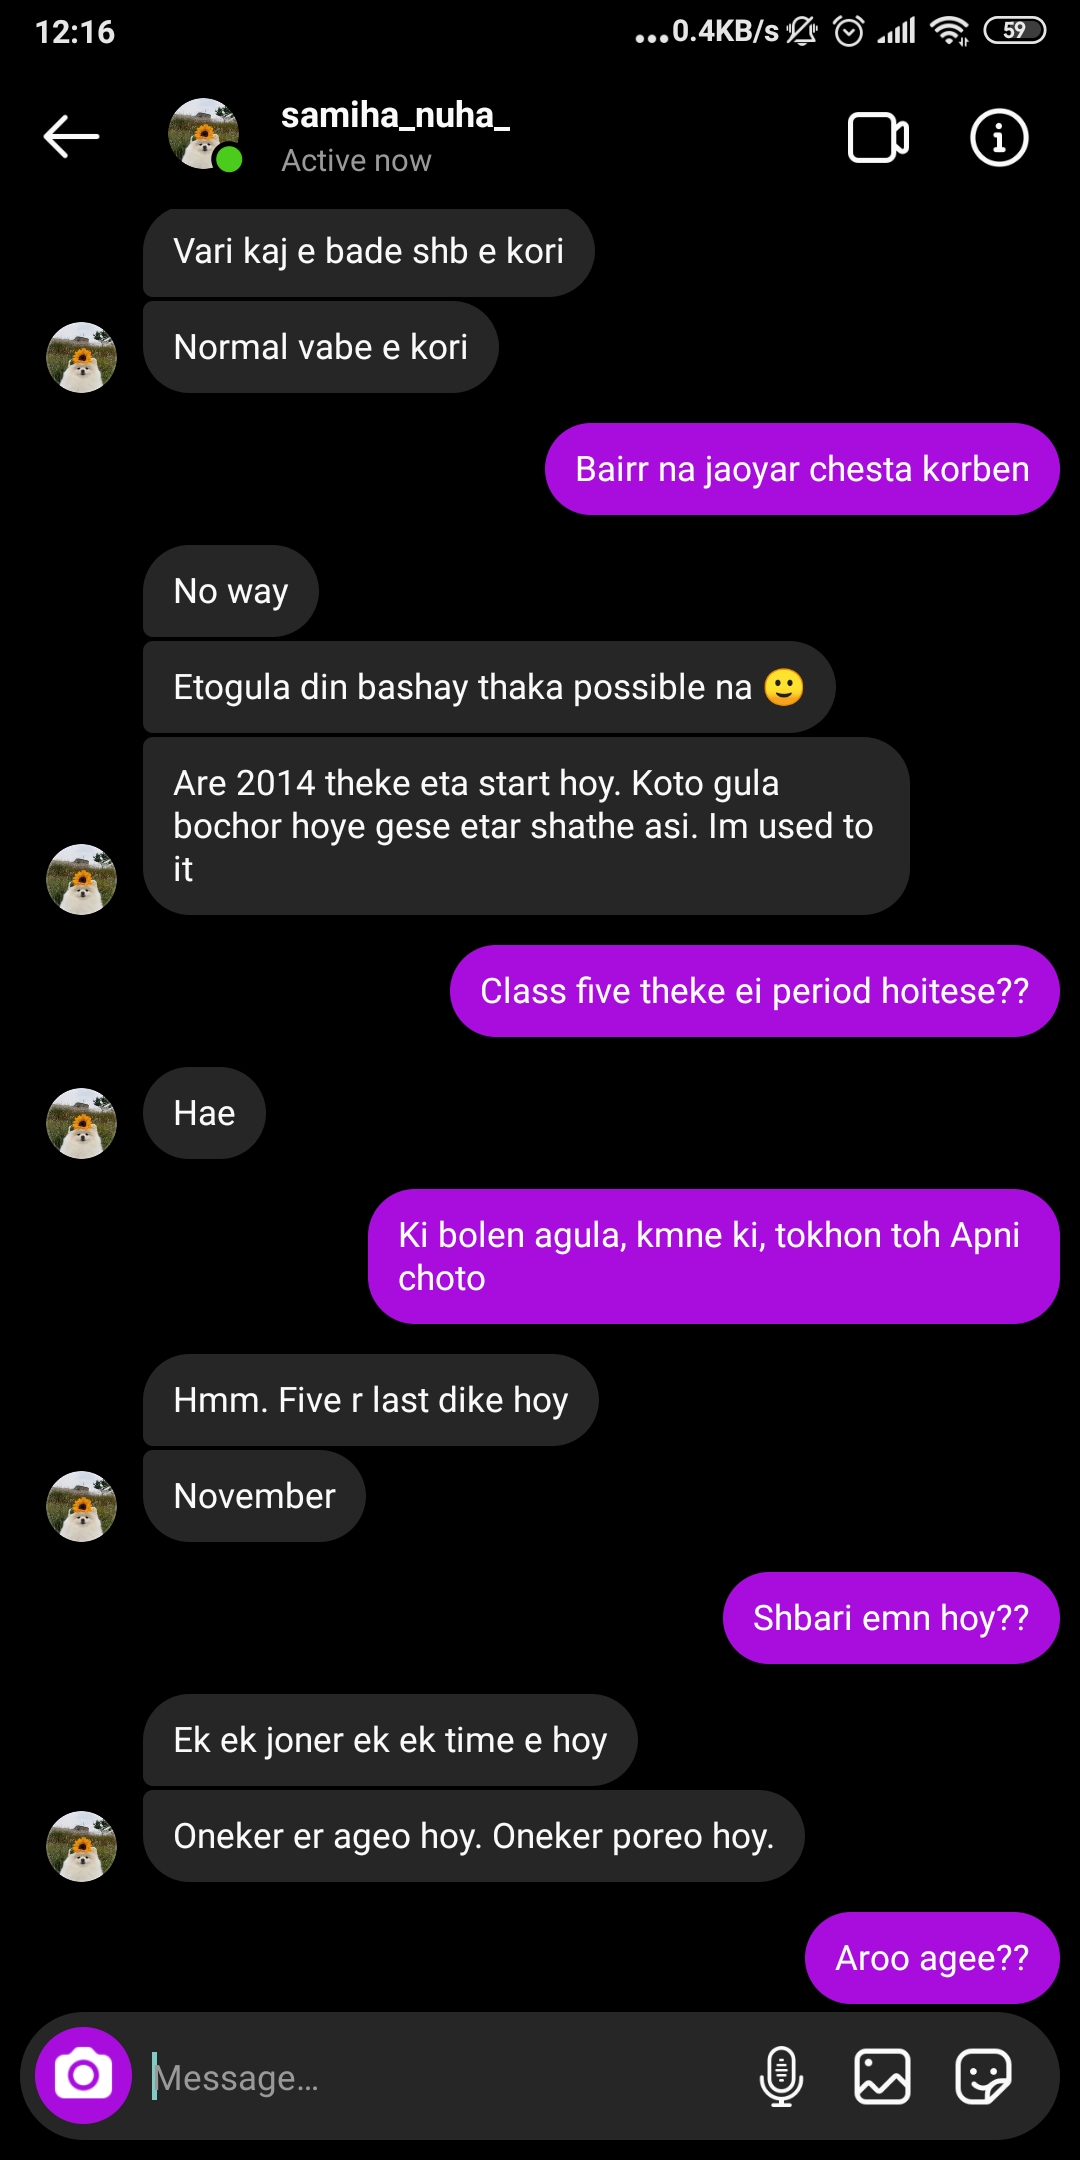 12:16
...0.4KB/s
59
samiha_nuha_
Active now
Vari kaj e bade shb e kori
Normal vabe e kori
Bairr na jaoyar chesta korben
No way
Etogula din bashay thaka possible na 🙂
Are 2014 theke eta start hoy. Koto gula
bochor hoye gese etar shathe asi. Im used to
it
Class five theke ei period hoitese??
Hae
Ki bolen agula, kmne ki, tokhon toh Apni
choto
Hmm. Five r last dike hoy
November
Shbari emn hoy??
Ek ek joner ek ek time e hoy
Oneker er ageo hoy. Oneker poreo hoy.
Aroo agee??
Message...